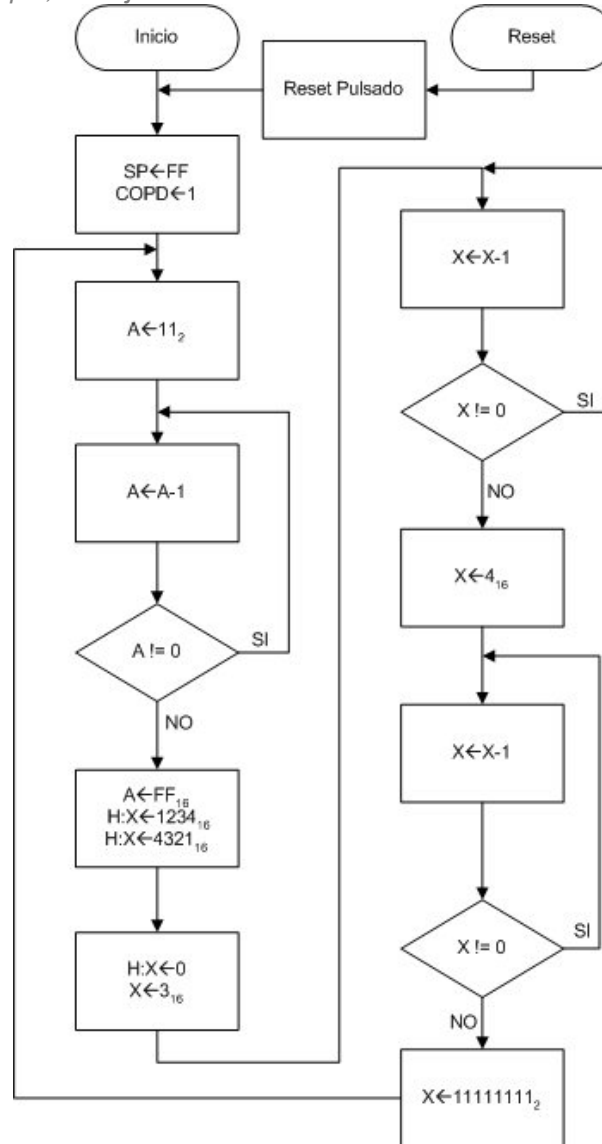 Inicio
Reset
Reset Pulsado
SP←FF
COPD←1
A←11₂
A←A-1
A != 0
SI
NO
A←FF₁₆
H:X←1234₁₆
H:X←4321₁₆
H:X←0
X←3₁₆
X←X-1
X != 0
SI
NO
X←4₁₆
X←X-1
X != 0
SI
NO
X←11111111₂